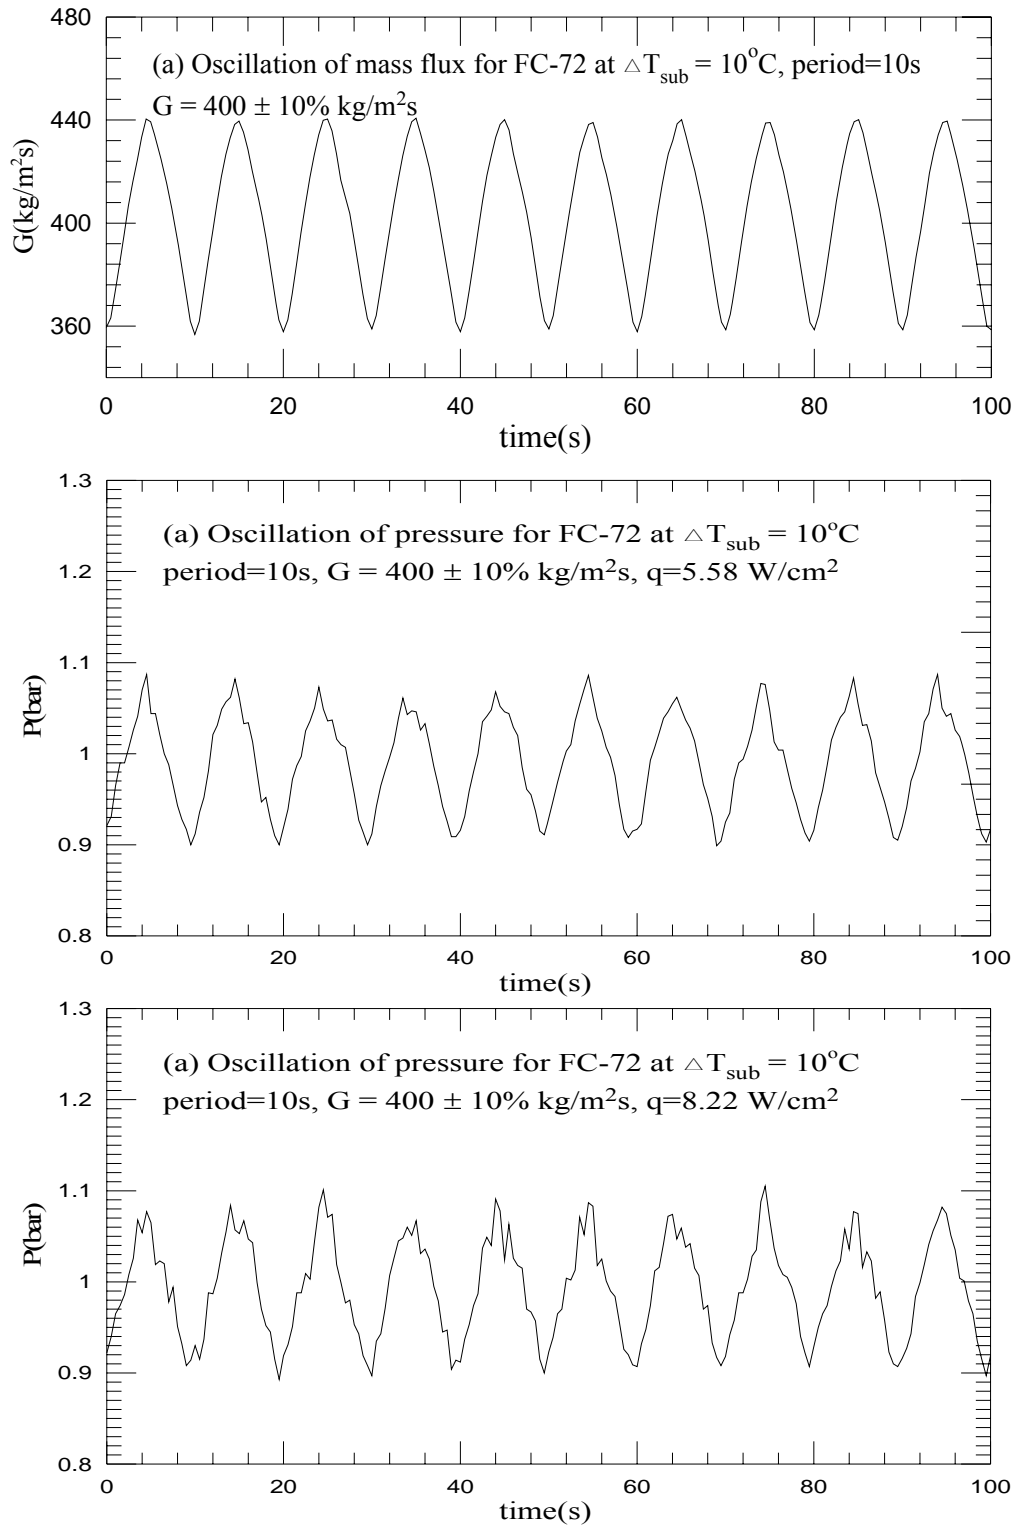 480
(a) Oscillation of mass flux for FC-72 at △Tsub = 10°C, period=10s
G = 400 ± 10% kg/m²s
440
G(kg/m²s)
400
360
0 20 40 60 80 100
time(s)
1.3
(a) Oscillation of pressure for FC-72 at △Tsub = 10°C
period=10s, G = 400 ± 10% kg/m²s, q=5.58 W/cm²
1.2
1.1
P(bar)
1
0.9
0.8
0 20 40 60 80 100
time(s)
1.3
(a) Oscillation of pressure for FC-72 at △Tsub = 10°C
period=10s, G = 400 ± 10% kg/m²s, q=8.22 W/cm²
1.2
1.1
P(bar)
1
0.9
0.8
0 20 40 60 80 100
time(s)